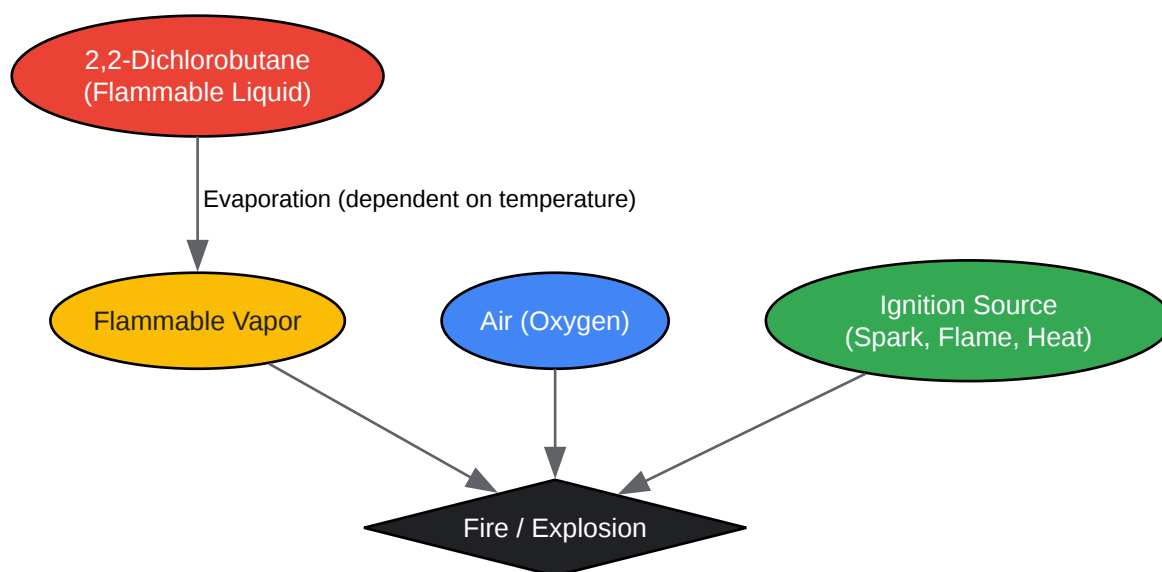 2,2-Dichlorobutane
(Flammable Liquid)
Evaporation (dependent on temperature)
Flammable Vapor
Air (Oxygen)
Ignition Source
(Spark, Flame, Heat)
Fire / Explosion